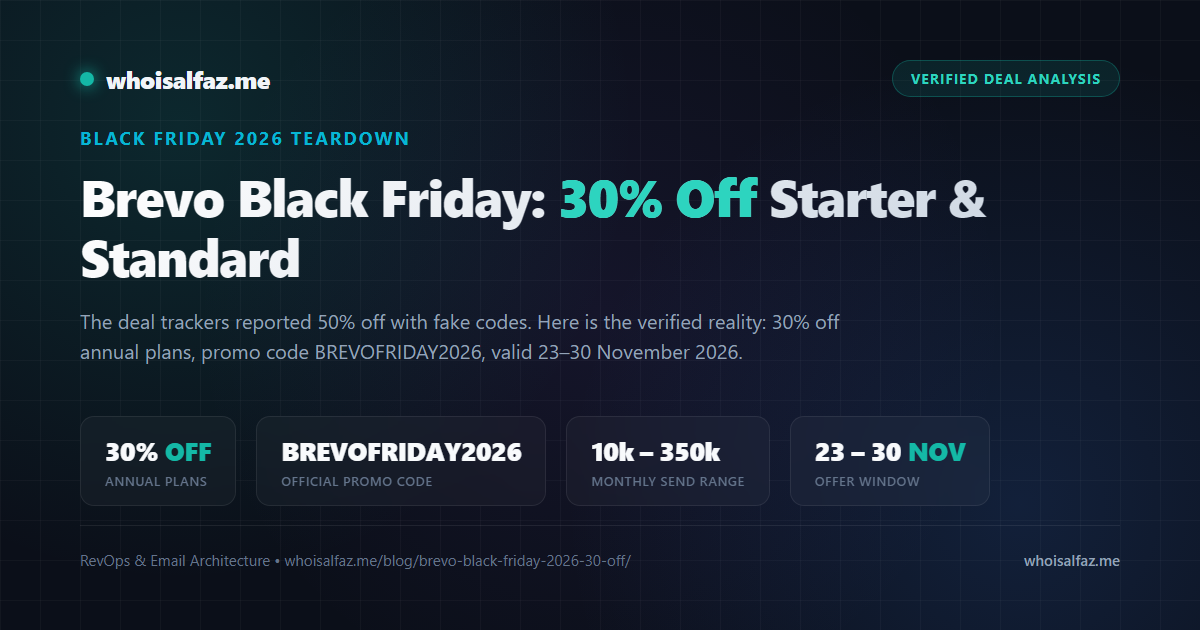 whoisalfaz.me
VERIFIED DEAL ANALYSIS
BLACK FRIDAY 2026 TEARDOWN
Brevo Black Friday: 30% Off Starter &
Standard
The deal trackers reported 50% off with fake codes. Here is the verified reality: 30% off
annual plans, promo code BREVOFRIDAY2026, valid 23–30 November 2026.
30% OFF
ANNUAL PLANS
BREVOFRIDAY2026
OFFICIAL PROMO CODE
10k – 350k
MONTHLY SEND RANGE
23 – 30 NOV
OFFER WINDOW
RevOps & Email Architecture • whoisalfaz.me/blog/brevo-black-friday-2026-30-off/
whoisalfaz.me